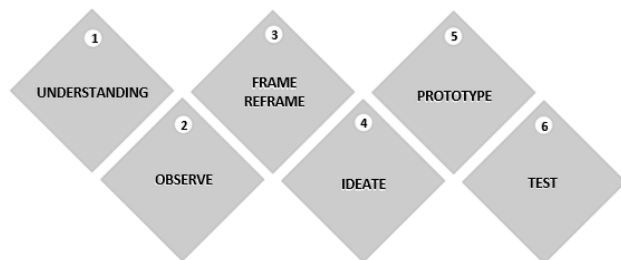 1
UNDERSTANDING
2
OBSERVE
3
FRAME
REFRAME
4
IDEATE
5
PROTOTYPE
6
TEST